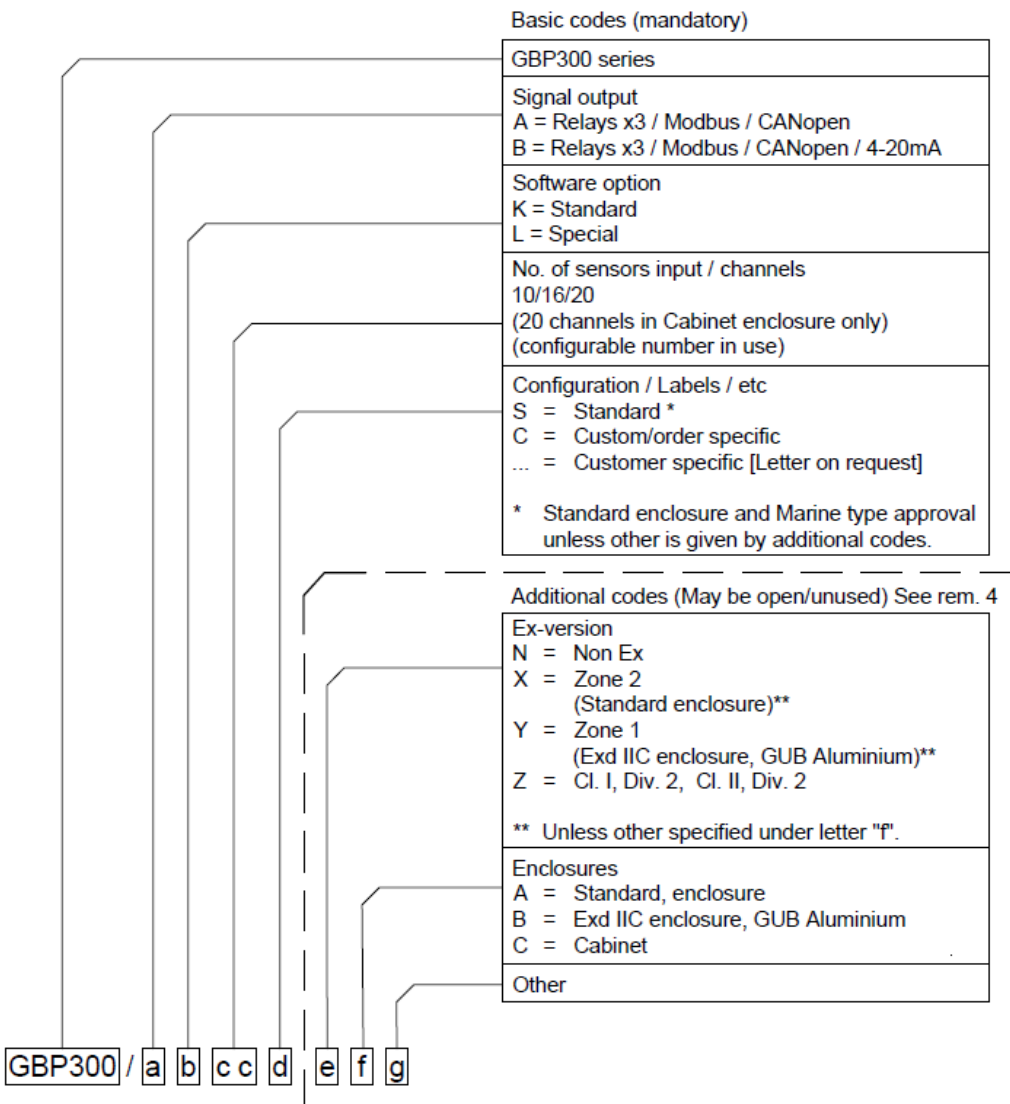 Basic codes (mandatory)
GBP300 series
Signal output
A = Relays x3 / Modbus / CANopen
B = Relays x3 / Modbus / CANopen / 4-20mA
Software option
K = Standard
L = Special
No. of sensors input / channels
10/16/20
(20 channels in Cabinet enclosure only)
(configurable number in use)
Configuration / Labels / etc
S = Standard *
C = Custom/order specific
... = Customer specific [Letter on request]
* Standard enclosure and Marine type approval
unless other is given by additional codes.
Additional codes (May be open/unused) See rem. 4
Ex-version
N = Non Ex
X = Zone 2
(Standard enclosure)**
Y = Zone 1
(Exd IIC enclosure, GUB Aluminium)**
Z = Cl. I, Div. 2, Cl. II, Div. 2
** Unless other specified under letter "f".
Enclosures
A = Standard, enclosure
B = Exd IIC enclosure, GUB Aluminium
C = Cabinet
Other
GBP300 / a b c c d e f g